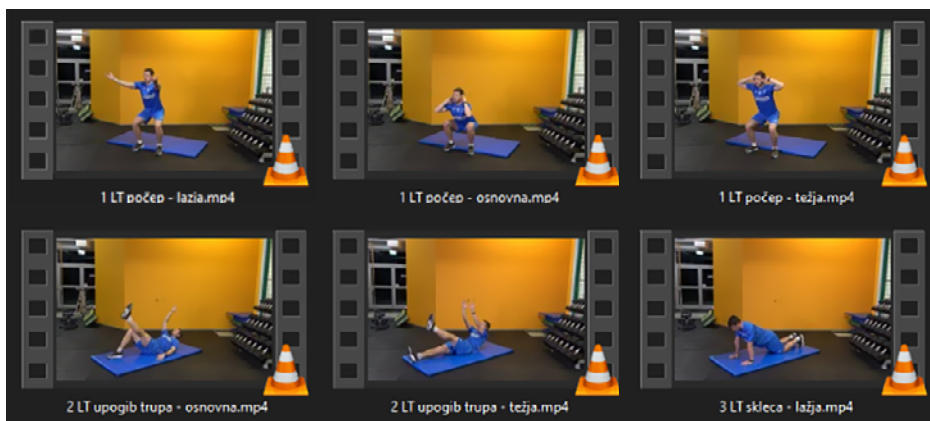 1 LT počep - lažja.mp4
1 LT počep - osnovna.mp4
1 LT počep - težja.mp4
2 LT upogib trupa - osnovna.mp4
2 LT upogib trupa - težja.mp4
3 LT skleca - lažja.mp4